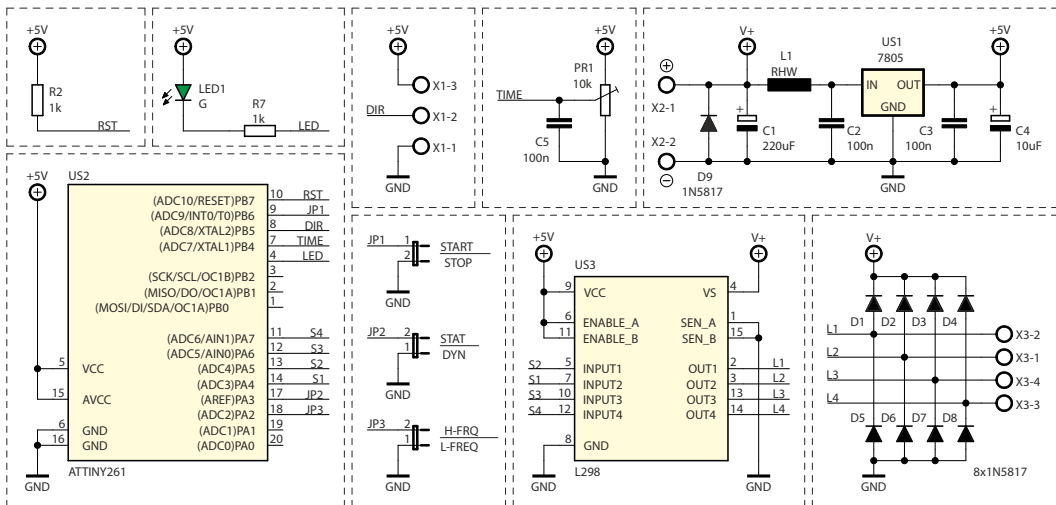 +5V
R2
1k
RST
+5V
LED1
G
R7
1k
LED
+5V
X1-3
DIR
X1-2
X1-1
GND
+5V
PR1
10k
TIME
C5
100n
GND
V+
L1
RHW
US1
7805
+5V
IN OUT
GND
X2-1
X2-2
D9
1N5817
C1
220uF
C2
100n
C3
100n
C4
10uF
GND
US2
+5V
(ADC10/RESET)PB7 10 RST
(ADC9/INT0/T0)PB6 9 JP1
(ADC8/XTAL2)PB5 8 DIR
(ADC7/XTAL1)PB4 7 TIME
4 LED
(SCK/SCL/OC1B)PB2 3
(MISO/DO/OC1A)PB1 2
(MOSI/DI/SDA/OC1A)PB0 1
(ADC6/AIN1)PA7 11 S4
(ADC5/AIN0)PA6 12 S3
5 VCC (ADC4)PA5 13 S2
(ADC3)PA4 14 S1
15 AVCC (AREF)PA3 17 JP2
(ADC2)PA2 18 JP3
6 GND (ADC1)PA1 19
16 GND (ADC0)PA0 20
ATTINY261
GND
JP1 1 START
2 STOP
GND
JP2 2 STAT
1 DYN
GND
JP3 2 H-FRQ
1 L-FREQ
GND
+5V
V+
US3
9 VCC VS 4
6 ENABLE_A SEN_A 1
11 ENABLE_B SEN_B 15
S2 5 INPUT1 OUT1 2 L1
S1 7 INPUT2 OUT2 3 L2
S3 10 INPUT3 OUT3 13 L3
S4 12 INPUT4 OUT4 14 L4
8 GND
L298
GND
GND
V+
D1 D2 D3 D4
L1 X3-2
L2 X3-1
L3 X3-4
L4 X3-3
D5 D6 D7 D8
GND
8x1N5817